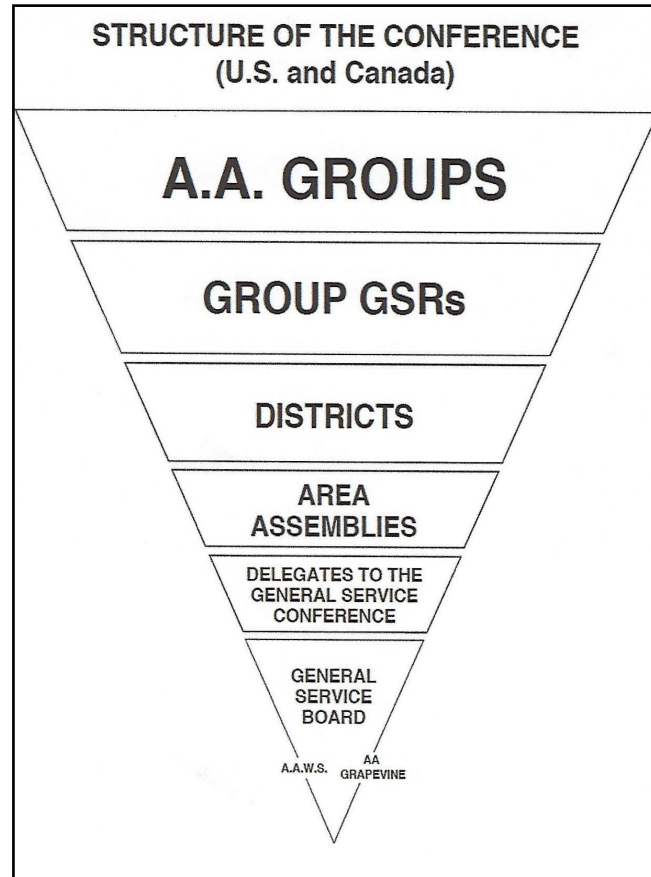 STRUCTURE OF THE CONFERENCE
(U.S. and Canada)
A.A. GROUPS
GROUP GSRs
DISTRICTS
AREA
ASSEMBLIES
DELEGATES TO THE
GENERAL SERVICE
CONFERENCE
GENERAL
SERVICE
BOARD
A.A.W.S.
AA
GRAPEVINE